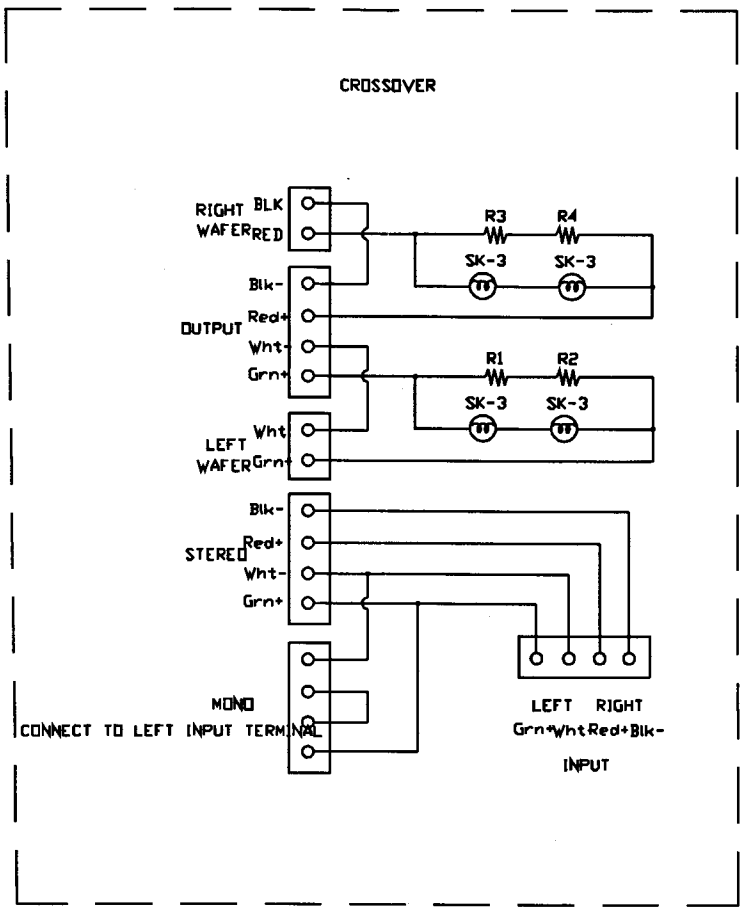 CROSSOVER
RIGHT BLK
WAFER RED
R3 R4
SK-3 SK-3
Blk-
Red+
OUTPUT
Wht-
Grn+
R1 R2
SK-3 SK-3
Wht
LEFT
WAFER Grn+
Blk-
Red+
STEREO
Wht-
Grn+
MONO
CONNECT TO LEFT INPUT TERMINAL
LEFT RIGHT
Grn+ Wht Red+ Blk-
INPUT